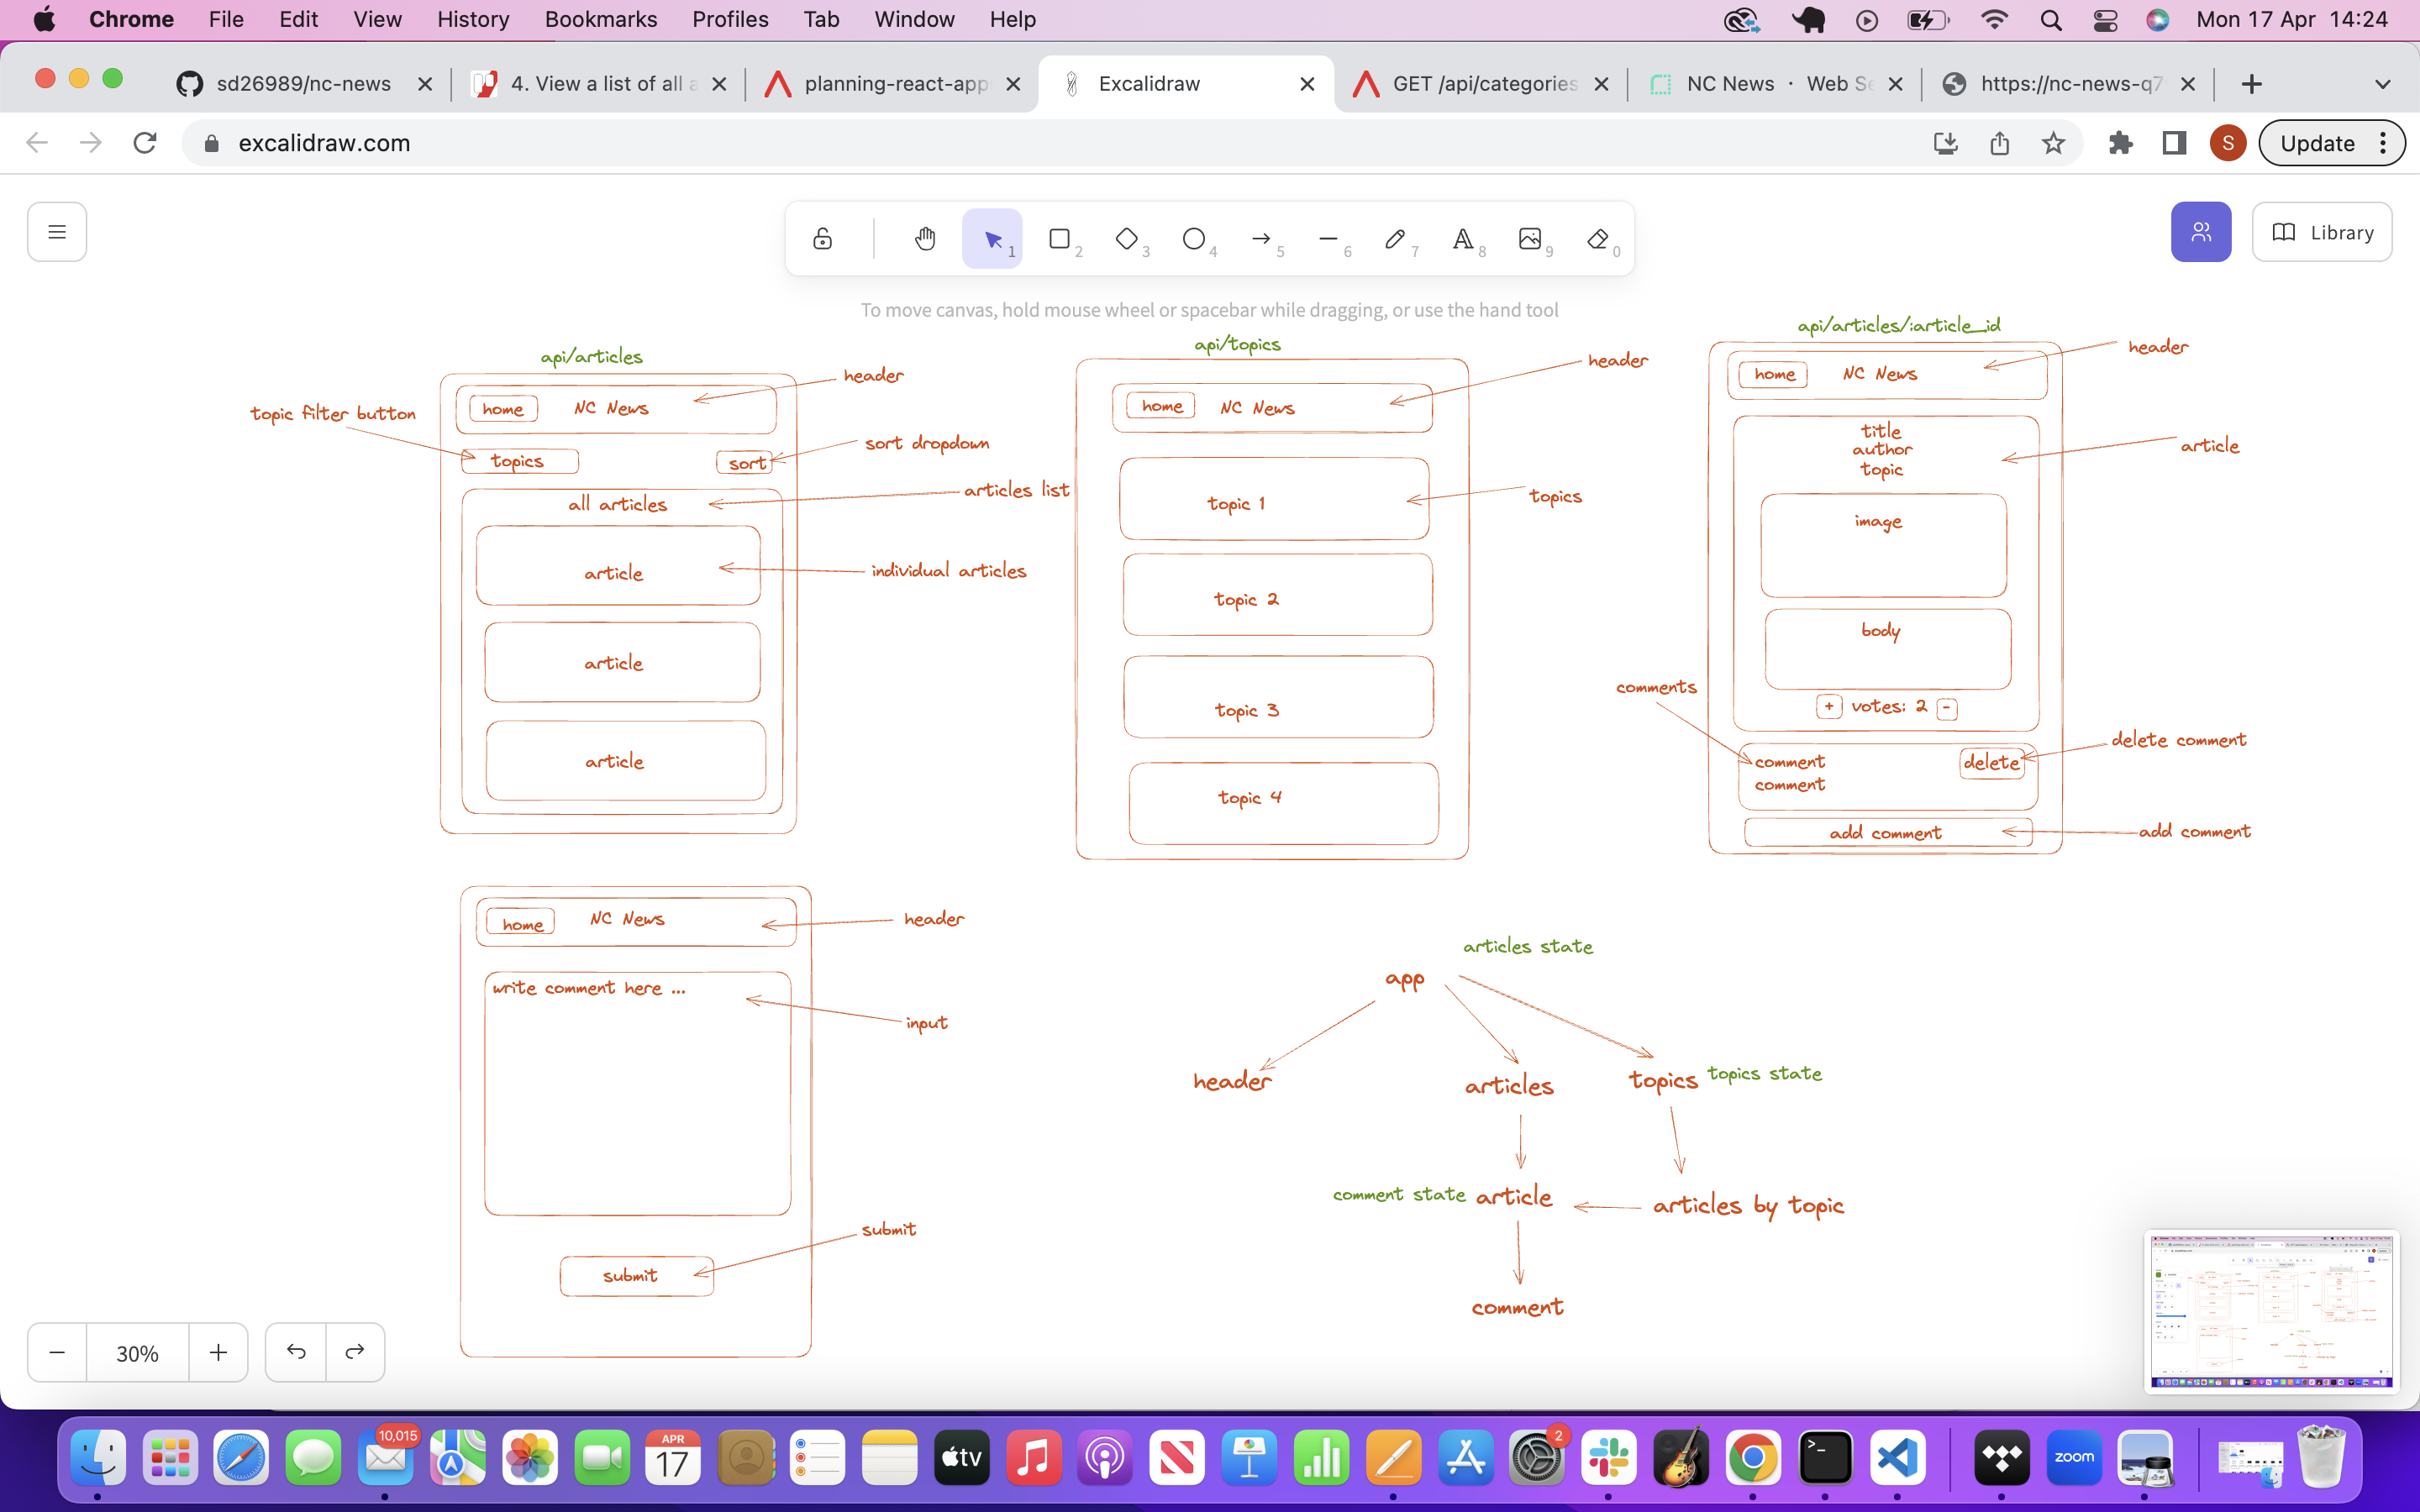 Chrome File Edit View History Bookmarks Profiles Tab Window Help Mon 17 Apr 14:24
sd26989/nc-news 4. View a list of all a planning-react-app Excalidraw GET /api/categories NC News · Web Se https://nc-news-q7
excalidraw.com S Update
1 2 3 4 5 6 7 8 9 0 Library
To move canvas, hold mouse wheel or spacebar while dragging, or use the hand tool
api/articles
header
topic filter button
home NC News
sort dropdown
topics sort
articles list
all articles
article
individual articles
article
article
api/topics
header
home NC News
topic 1
topics
topic 2
topic 3
topic 4
api/articles/:article_id
header
home NC News
title
author
topic
article
image
body
comments
+ votes: 2 -
delete comment
comment delete
comment
add comment
add comment
home NC News
header
write comment here ...
input
submit
submit
articles state
app
header articles topics topics state
comment state article articles by topic
comment
30%
10,015
APR
17
tv
2
zoom